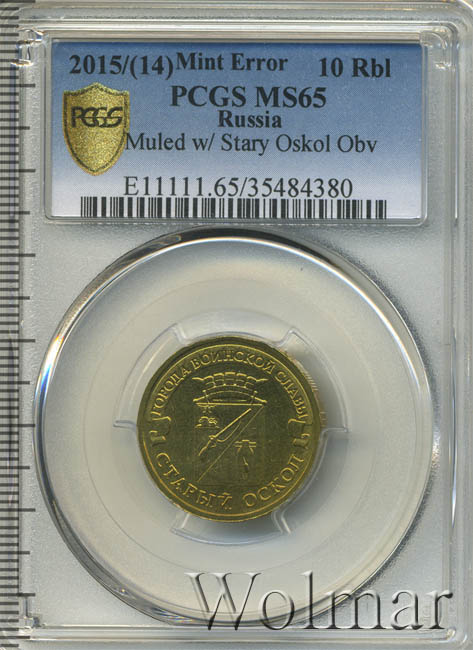 2015/(14) Mint Error 10 Rbl
PCGS MS65
Russia
Muled w/ Stary Oskol Obv
E11111.65/35484380
PCGS
ГОРОДА ВОИНСКОЙ СЛАВЫ
СТАРЫЙ ОСКОЛ
Wolmar